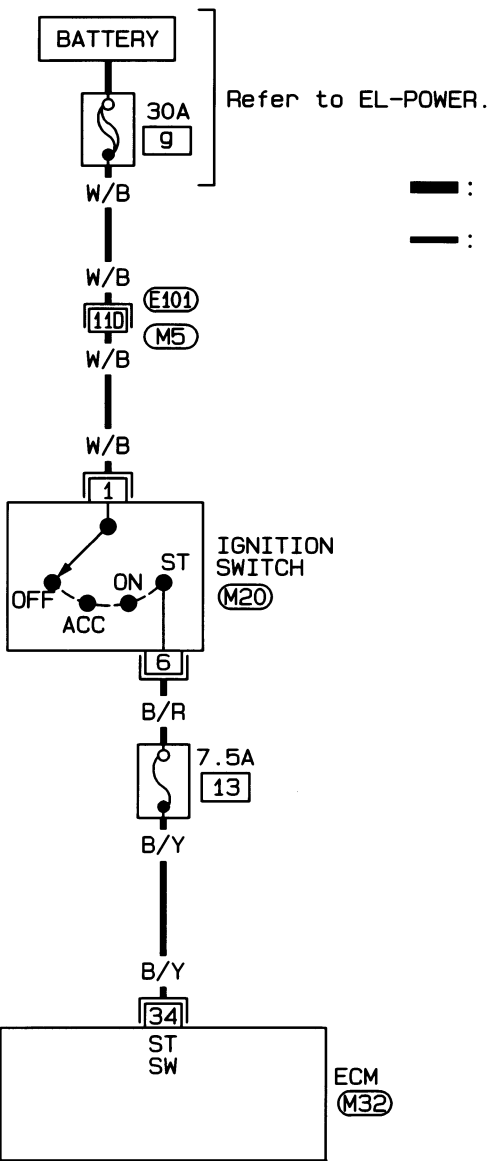 BATTERY
30A
g
Refer to EL-POWER.
W/B
:
:
W/B
E101
11D
M5
W/B
W/B
1
IGNITION
SWITCH
M20
OFF
ACC
ON
ST
6
B/R
7.5A
13
B/Y
B/Y
34
ST
SW
ECM
M32